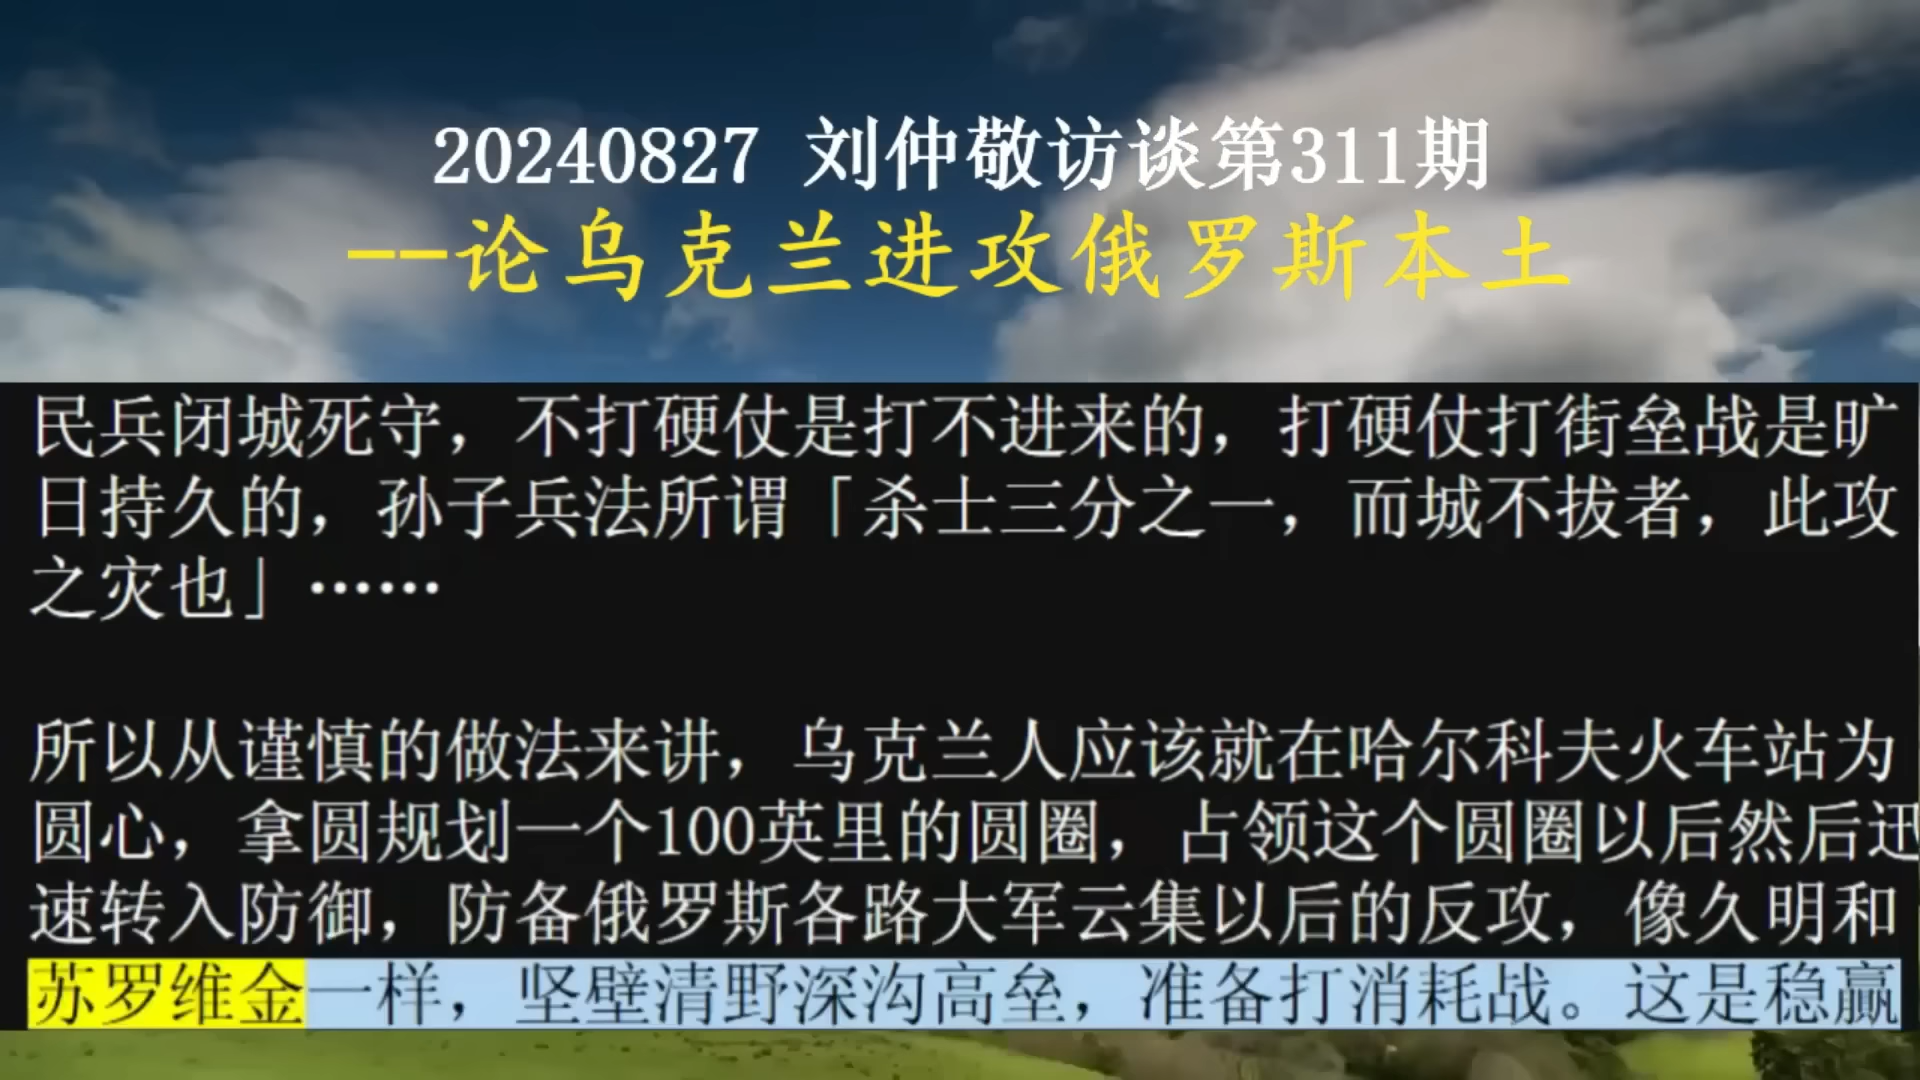 20240827 刘仲敬访谈第311期
--论乌克兰进攻俄罗斯本土
民兵闭城死守，不打硬仗是打不进来的，打硬仗打街垒战是旷
日持久的，孙子兵法所谓「杀士三分之一，而城不拔者，此攻
之灾也」……
所以从谨慎的做法来讲，乌克兰人应该就在哈尔科夫火车站为
圆心，拿圆规划一个100英里的圆圈，占领这个圆圈以后然后迅
速转入防御，防备俄罗斯各路大军云集以后的反攻，像久明和
苏罗维金一样，坚壁清野深沟高垒，准备打消耗战。这是稳赢